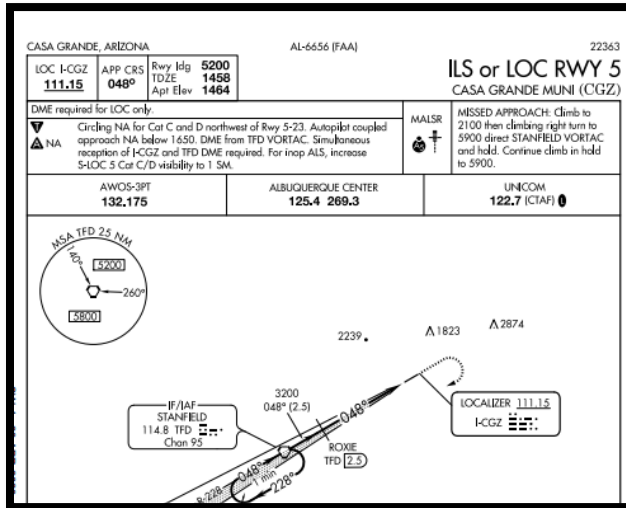 CASA GRANDE, ARIZONA
AL-6656 (FAA)
22363
LOC I-CGZ
111.15
APP CRS
048°
Rwy ldg 5200
TDZE 1458
Apt Elev 1464
ILS or LOC RWY 5
CASA GRANDE MUNI (CGZ)
DME required for LOC only.
T
A NA
Circling NA for Cat C and D northwest of Rwy 5-23. Autopilot coupled
approach NA below 1650. DME from TFD VORTAC. Simultaneous
reception of I-CGZ and TFD DME required. For inop ALS, increase
S-LOC 5 Cat C/D visibility to 1 SM.
MALSR
MISSED APPROACH: Climb to
2100 then climbing right turn to
5900 direct STANFIELD VORTAC
and hold. Continue climb in hold
to 5900.
AWOS-3PT
132.175
ALBUQUERQUE CENTER
125.4 269.3
UNICOM
122.7 (CTAF) L
MSA TFD 25 NM
140°
5200
260°
5800
2239
1823
2874
3200
048° (2.5)
048°
IF/IAF
STANFIELD
114.8 TFD
Chan 95
LOCALIZER 111.15
I-CGZ
ROXIE
TFD 2.5
048°
1 min
228°
R-228